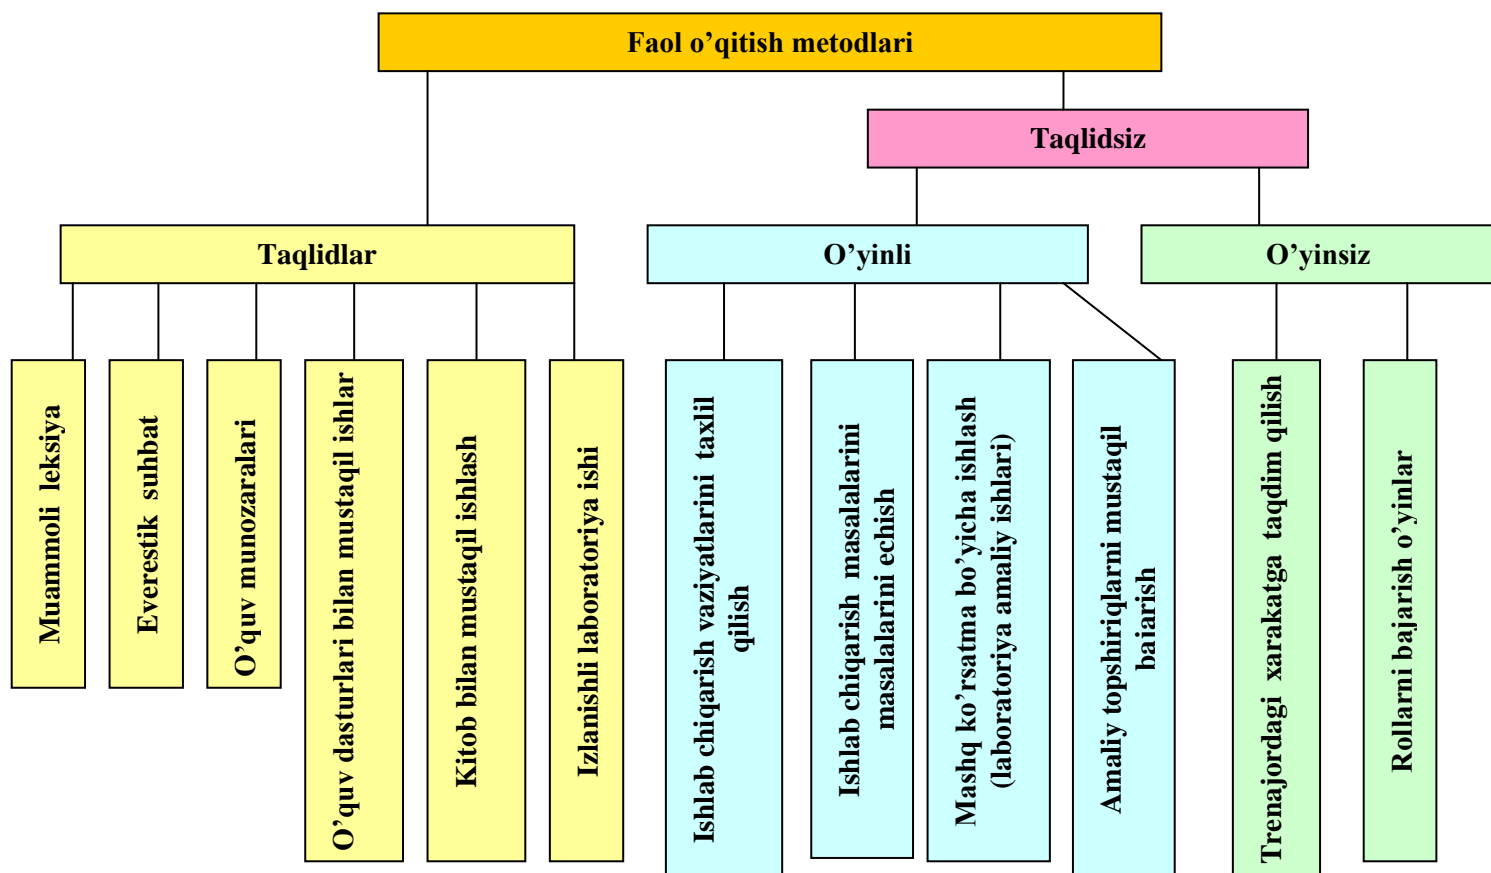 Faol o’qitish metodlari
Taqlidsiz
Taqlidlar
O’yinli
O’yinsiz
Muammoli leksiya
Everestik suhbat
O’quv munozaralari
O’quv dasturlari bilan mustaqil ishlar
Kitob bilan mustaqil ishlash
Izlanishli laboratoriya ishi
Ishlab chiqarish vaziyatlarini taxlil
qilish
Ishlab chiqarish masalalarini
masalalarini echish
Mashq ko’rsatma bo’yicha ishlash
(laboratoriya amaliy ishlari)
Amaliy topshiriqlarni mustaqil
baiarish
Trenajordagi xarakatga taqdim qilish
Rollarni bajarish o’yinlar